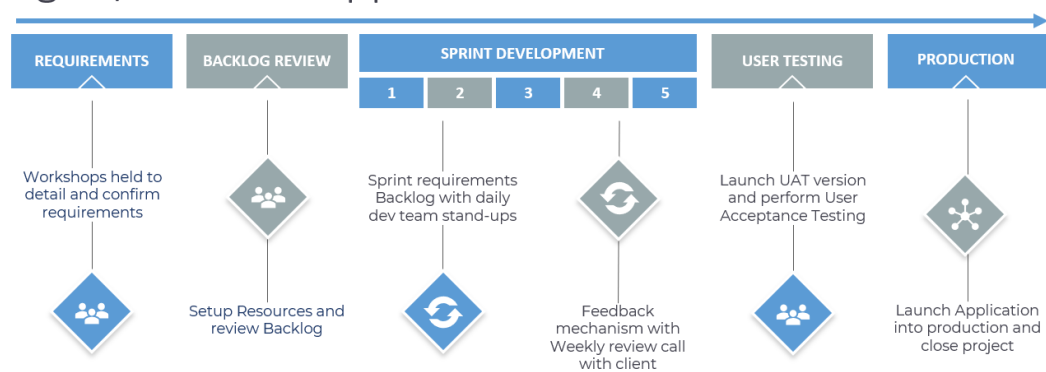 REQUIREMENTS
BACKLOG REVIEW
SPRINT DEVELOPMENT
USER TESTING
PRODUCTION
1
2
3
4
5
Workshops held to
detail and confirm
requirements
Setup Resources and
review Backlog
Sprint requirements
Backlog with daily
dev team stand-ups
Feedback
mechanism with
Weekly review call
with client
Launch UAT version
and perform User
Acceptance Testing
Launch Application
into production and
close project